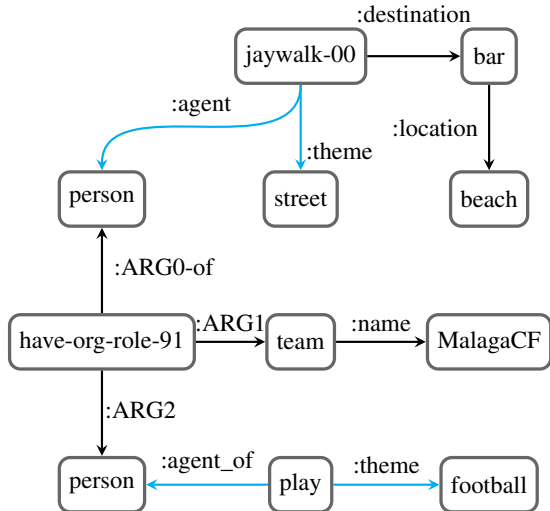 :destination
jaywalk-00
bar
:agent
:location
:theme
person
street
beach
:ARG0-of
:ARG1
:name
have-org-role-91
team
MalagaCF
:ARG2
:agent_of
:theme
person
play
football